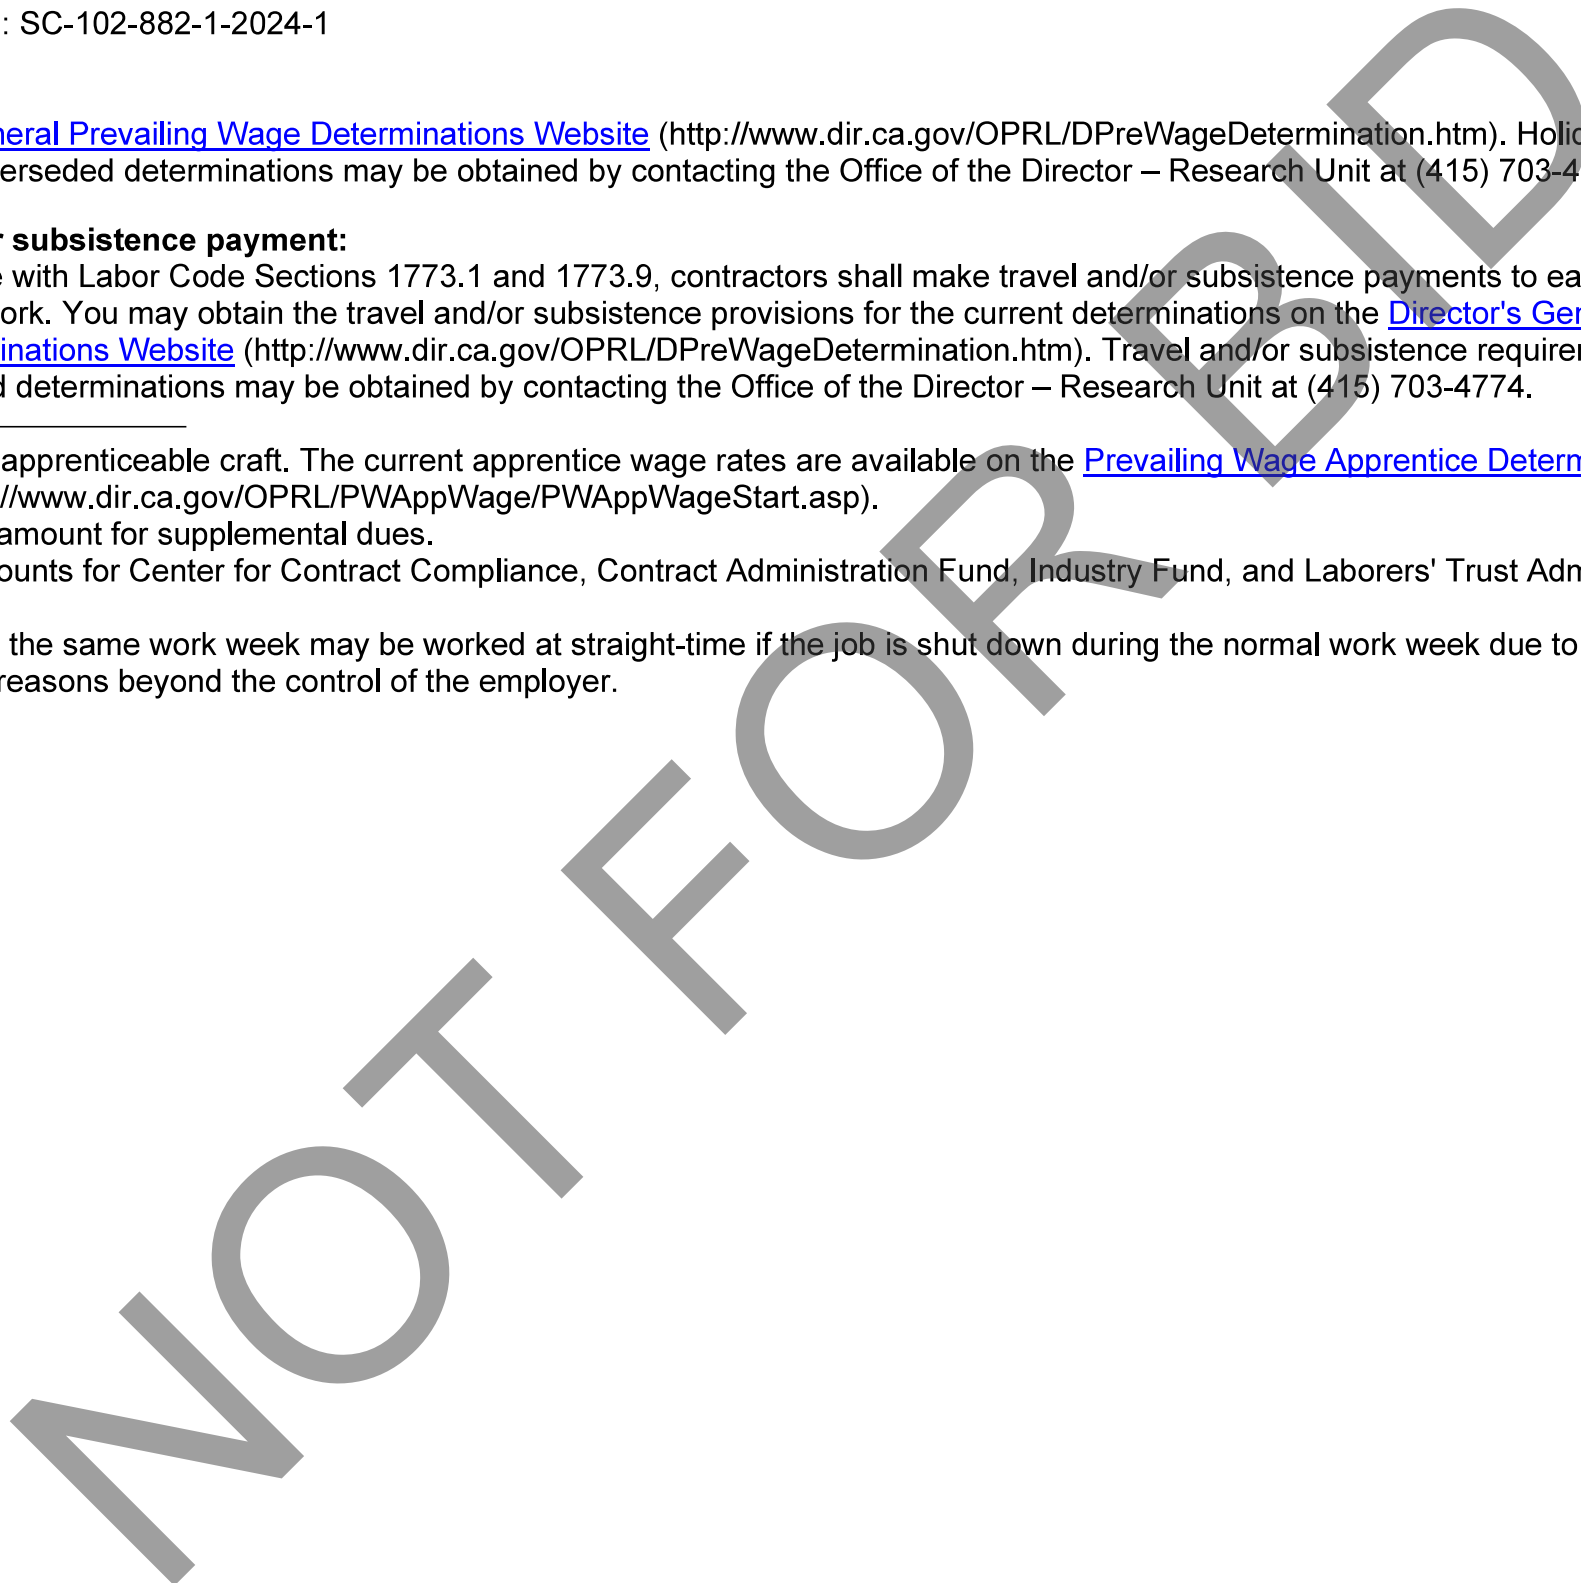 : SC-102-882-1-2024-1
neral Prevailing Wage Determinations Website (http://www.dir.ca.gov/OPRL/DPreWageDetermination.htm). Holid
erseded determinations may be obtained by contacting the Office of the Director – Research Unit at (415) 703-4
r subsistence payment:
e with Labor Code Sections 1773.1 and 1773.9, contractors shall make travel and/or subsistence payments to ea
ork. You may obtain the travel and/or subsistence provisions for the current determinations on the Director's Gen
inations Website (http://www.dir.ca.gov/OPRL/DPreWageDetermination.htm). Travel and/or subsistence requirem
d determinations may be obtained by contacting the Office of the Director – Research Unit at (415) 703-4774.
apprenticeable craft. The current apprentice wage rates are available on the Prevailing Wage Apprentice Determ
://www.dir.ca.gov/OPRL/PWAppWage/PWAppWageStart.asp).
amount for supplemental dues.
ounts for Center for Contract Compliance, Contract Administration Fund, Industry Fund, and Laborers' Trust Adm
the same work week may be worked at straight-time if the job is shut down during the normal work week due to
reasons beyond the control of the employer.
NOT FOR BID